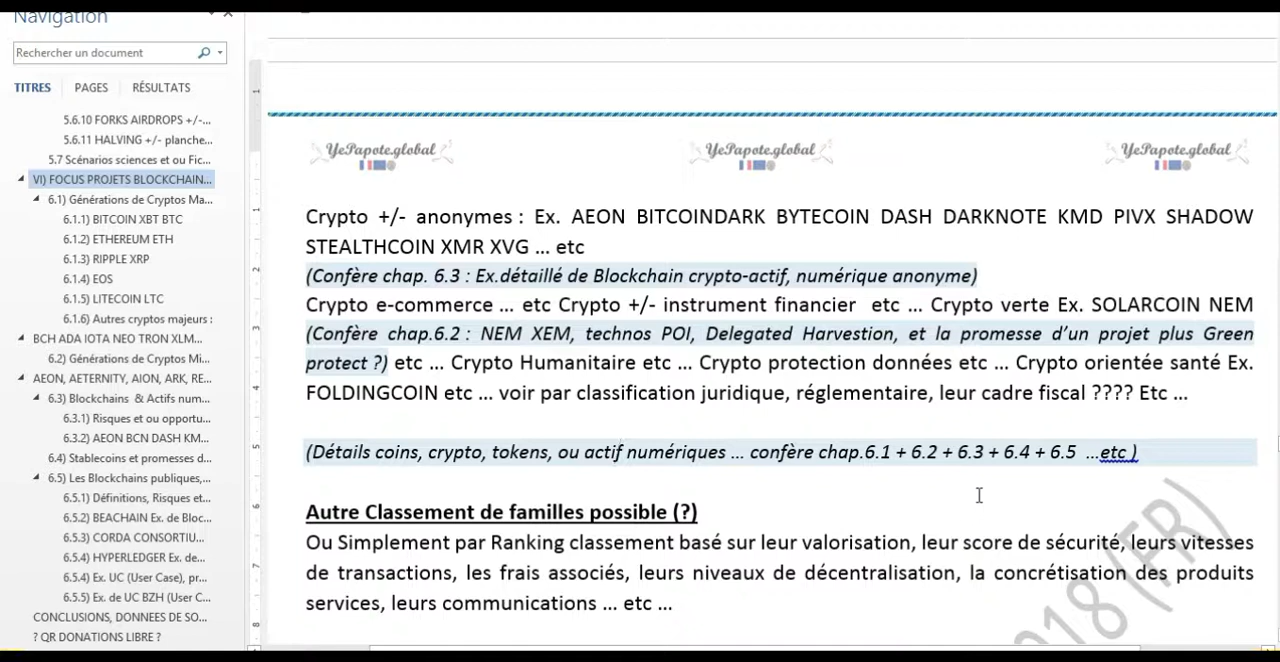 Navigation
Rechercher un document
TITRES PAGES RÉSULTATS
5.6.10 FORKS AIRDROPS +/-...
5.6.11 HALVING +/- planche...
5.7 Scénarios sciences et ou Fic...
VI) FOCUS PROJETS BLOCKCHAIN...
6.1) Générations de Cryptos Ma...
6.1.1) BITCOIN XBT BTC
6.1.2) ETHEREUM ETH
6.1.3) RIPPLE XRP
6.1.4) EOS
6.1.5) LITECOIN LTC
6.1.6) Autres cryptos majeurs :
BCH ADA IOTA NEO TRON XLM...
6.2) Générations de Cryptos Mi...
AEON, AETERNITY, AION, ARK, RE...
6.3) Blockchains & Actifs num...
6.3.1) Risques et ou opportu...
6.3.2) AEON BCN DASH KM...
6.4) Stablecoins et promesses d...
6.5) Les Blockchains publiques,...
6.5.1) Définitions, Risques et...
6.5.2) BEACHAIN Ex. de Bloc...
6.5.3) CORDA CONSORTIU...
6.5.4) HYPERLEDGER Ex. de...
6.5.4) Ex. UC (User Case), pr...
6.5.5) Ex. de UC BZH (User C...
CONCLUSIONS, DONNEES DE SO...
? QR DONATIONS LIBRE ?
YePapote.global YePapote.global YePapote.global
Crypto +/- anonymes : Ex. AEON BITCOINDARK BYTECOIN DASH DARKNOTE KMD PIVX SHADOW
STEALTHCOIN XMR XVG ... etc
(Confère chap. 6.3 : Ex.détaillé de Blockchain crypto-actif, numérique anonyme)
Crypto e-commerce ... etc Crypto +/- instrument financier etc ... Crypto verte Ex. SOLARCOIN NEM
(Confère chap.6.2 : NEM XEM, technos POI, Delegated Harvestion, et la promesse d'un projet plus Green
protect ?) etc ... Crypto Humanitaire etc ... Crypto protection données etc ... Crypto orientée santé Ex.
FOLDINGCOIN etc ... voir par classification juridique, réglementaire, leur cadre fiscal ???? Etc ...
(Détails coins, crypto, tokens, ou actif numériques ... confère chap.6.1 + 6.2 + 6.3 + 6.4 + 6.5 ...etc )
Autre Classement de familles possible (?)
Ou Simplement par Ranking classement basé sur leur valorisation, leur score de sécurité, leurs vitesses
de transactions, les frais associés, leurs niveaux de décentralisation, la concrétisation des produits
services, leurs communications ... etc ...
2018 (FR)
1
1
2
3
4
5
6
7
8